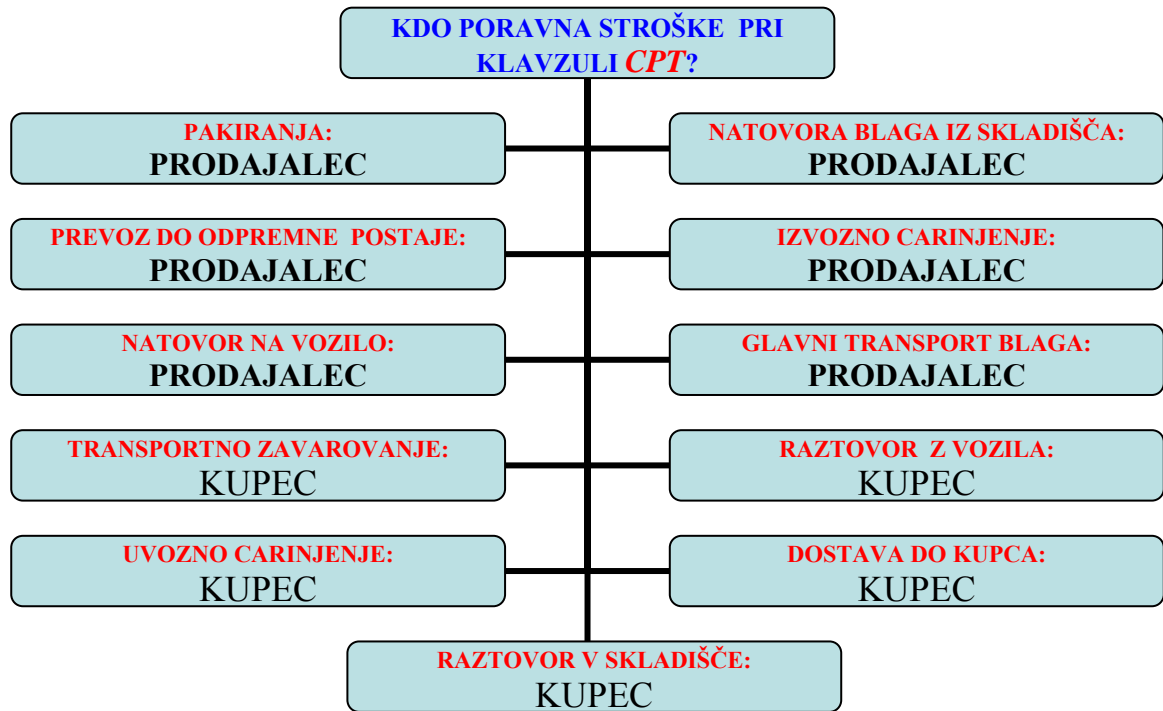 KDO PORAVNA STROŠKE PRI
KLAVZULI CPT?
PAKIRANJA:
PRODAJALEC
NATOVORA BLAGA IZ SKLADIŠČA:
PRODAJALEC
PREVOZ DO ODPREMNE POSTAJE:
PRODAJALEC
IZVOZNO CARINJENJE:
PRODAJALEC
NATOVOR NA VOZILO:
PRODAJALEC
GLAVNI TRANSPORT BLAGA:
PRODAJALEC
TRANSPORTNO ZAVAROVANJE:
KUPEC
RAZTOVOR Z VOZILA:
KUPEC
UVOZNO CARINJENJE:
KUPEC
DOSTAVA DO KUPCA:
KUPEC
RAZTOVOR V SKLADIŠČE:
KUPEC